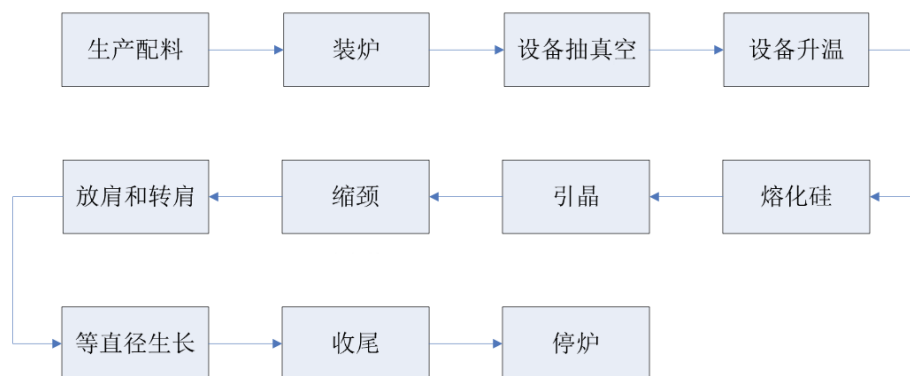 生产配料
装炉
设备抽真空
设备升温
熔化硅
引晶
缩颈
放肩和转肩
等直径生长
收尾
停炉